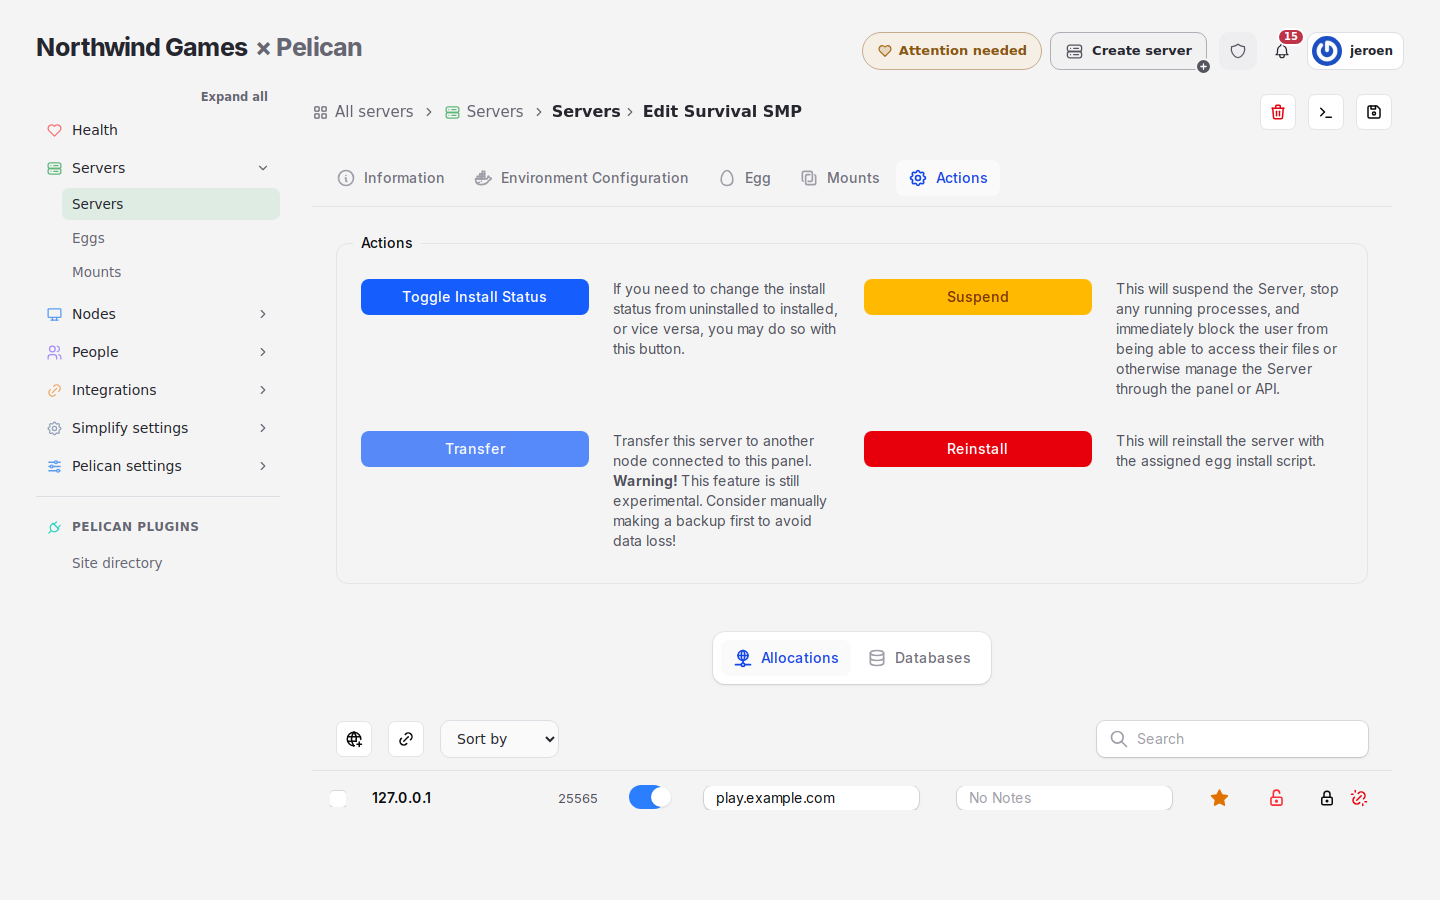 Northwind Games × Pelican
Attention needed
Create server
15
jeroen
Expand all
Health
Servers
Servers
Eggs
Mounts
Nodes
People
Integrations
Simplify settings
Pelican settings
PELICAN PLUGINS
Site directory
All servers > Servers > Servers > Edit Survival SMP
Information
Environment Configuration
Egg
Mounts
Actions
Actions
Toggle Install Status
If you need to change the install
status from uninstalled to installed,
or vice versa, you may do so with
this button.
Suspend
This will suspend the Server, stop
any running processes, and
immediately block the user from
being able to access their files or
otherwise manage the Server
through the panel or API.
Transfer
Transfer this server to another
node connected to this panel.
Warning! This feature is still
experimental. Consider manually
making a backup first to avoid
data loss!
Reinstall
This will reinstall the server with
the assigned egg install script.
Allocations
Databases
Sort by
Search
127.0.0.1
25565
play.example.com
No Notes